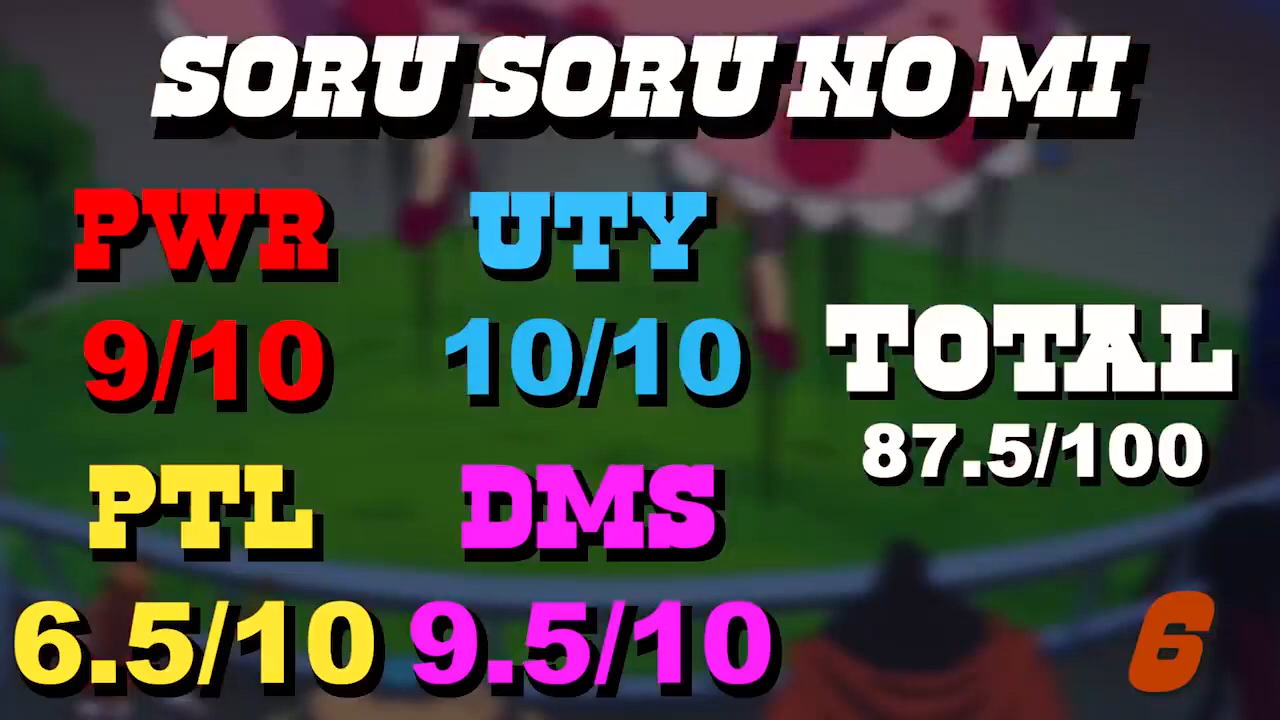 SORU SORU NO MI
PWR UTY
9/10 10/10
TOTAL
87.5/100
PTL DMS
6.5/10 9.5/10
6